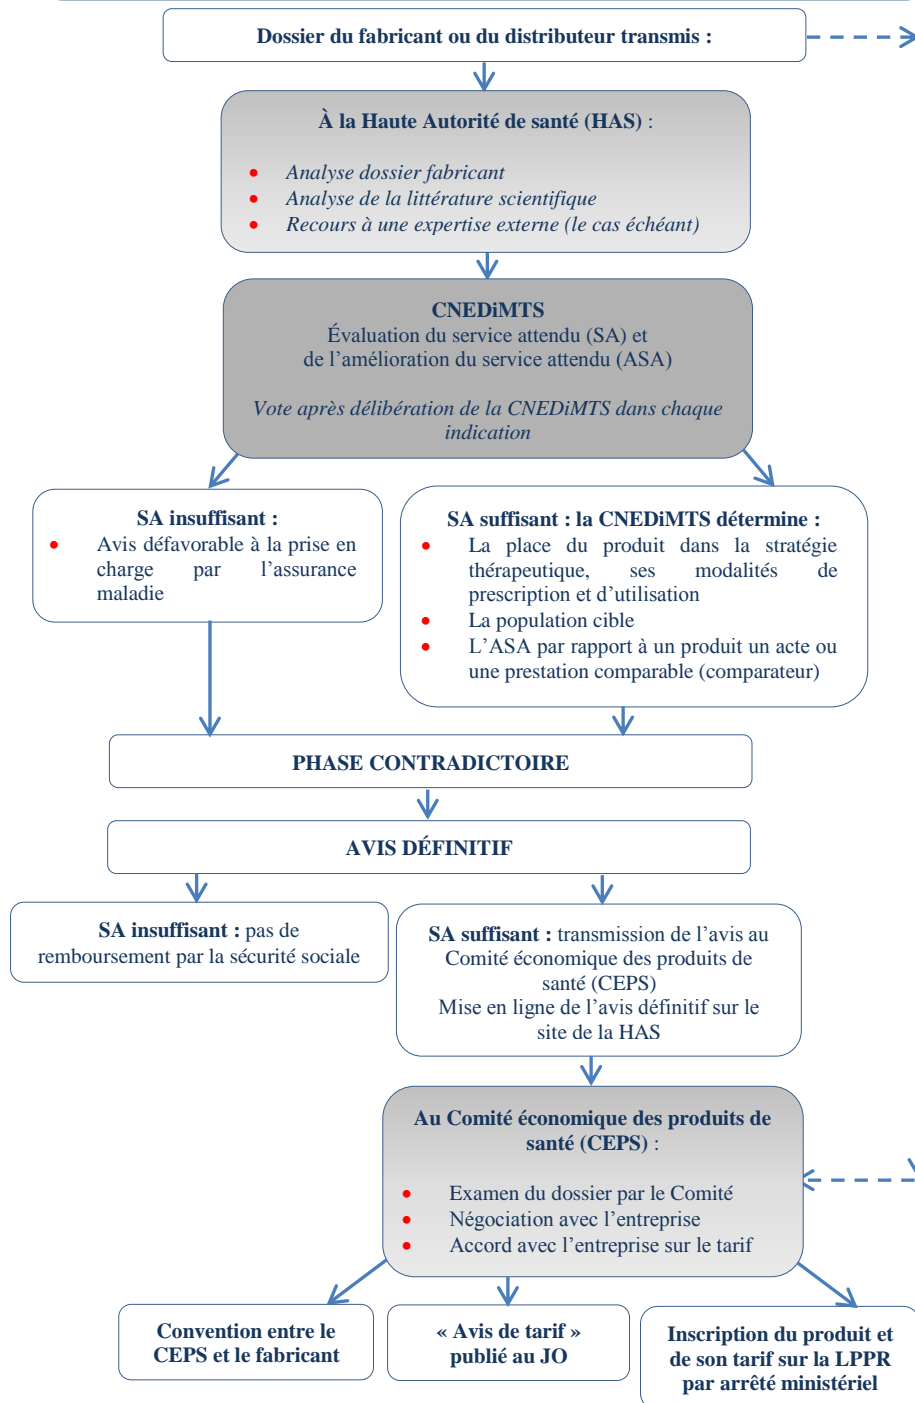 Dossier du fabricant ou du distributeur transmis :
À la Haute Autorité de santé (HAS) :
• Analyse dossier fabricant
• Analyse de la littérature scientifique
• Recours à une expertise externe (le cas échéant)
CNEDiMTS
Évaluation du service attendu (SA) et
de l’amélioration du service attendu (ASA)
Vote après délibération de la CNEDiMTS dans chaque
indication
SA insuffisant :
• Avis défavorable à la prise en
charge par l’assurance
maladie
SA suffisant : la CNEDiMTS détermine :
• La place du produit dans la stratégie
thérapeutique, ses modalités de
prescription et d’utilisation
• La population cible
• L’ASA par rapport à un produit un acte ou
une prestation comparable (comparateur)
PHASE CONTRADICTOIRE
AVIS DÉFINITIF
SA insuffisant : pas de
remboursement par la sécurité sociale
SA suffisant : transmission de l’avis au
Comité économique des produits de
santé (CEPS)
Mise en ligne de l’avis définitif sur le
site de la HAS
Au Comité économique des produits de
santé (CEPS) :
• Examen du dossier par le Comité
• Négociation avec l’entreprise
• Accord avec l’entreprise sur le tarif
Convention entre le
CEPS et le fabricant
« Avis de tarif »
publié au JO
Inscription du produit et
de son tarif sur la LPPR
par arrêté ministériel